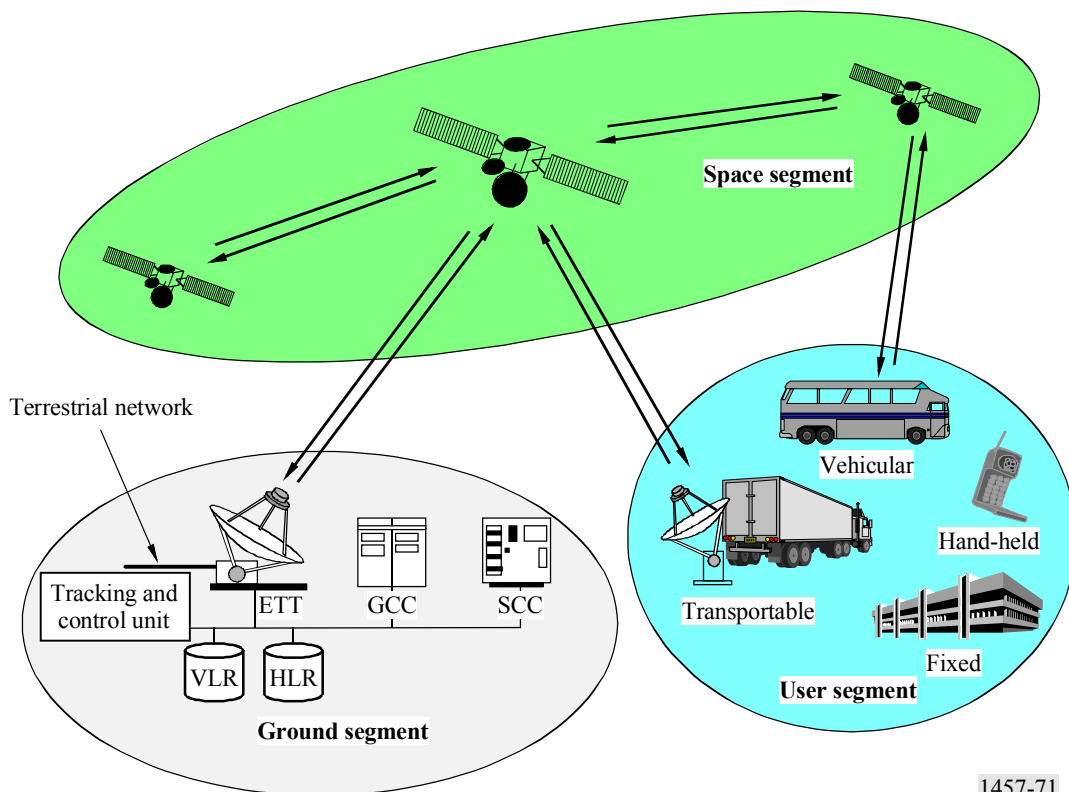 Space segment
Terrestrial network
Vehicular
Hand-held
Tracking and
control unit
ETT
GCC
SCC
Transportable
VLR
HLR
Fixed
User segment
Ground segment
1457-71